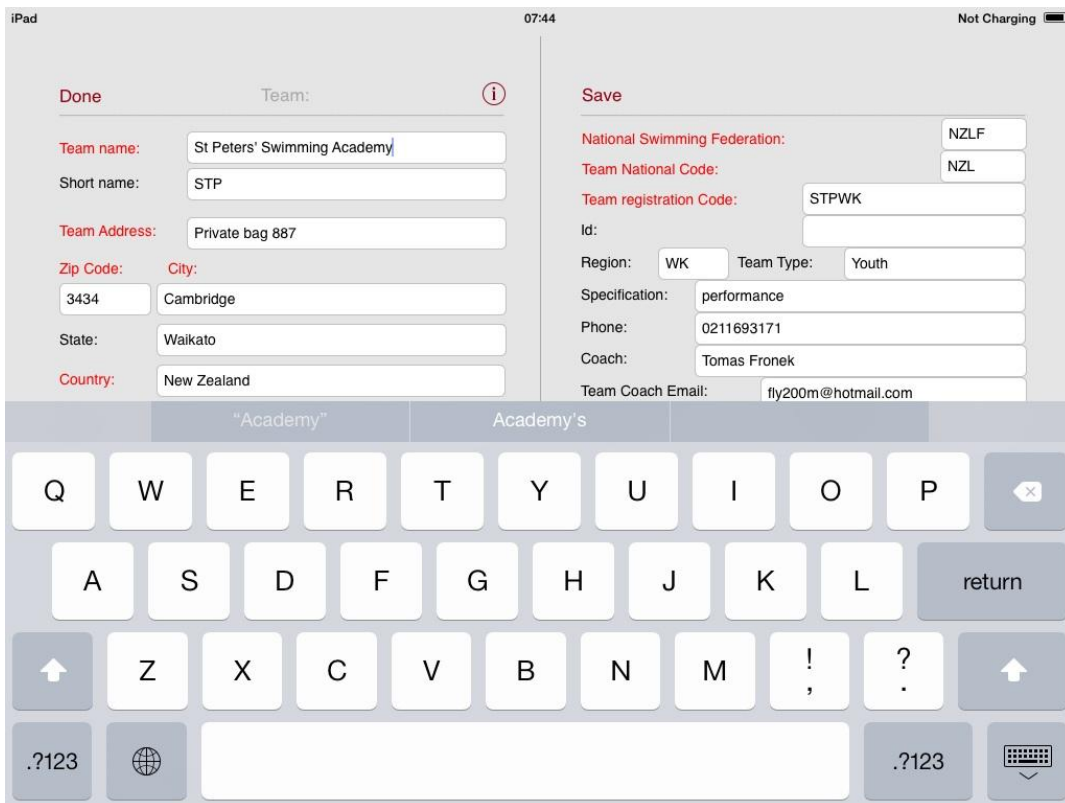 iPad 07:44 Not Charging
Done Team: i
Team name: St Peters' Swimming Academy
Short name: STP
Team Address: Private bag 887
Zip Code: City:
3434 Cambridge
State: Waikato
Country: New Zealand
Save
National Swimming Federation: NZLF
Team National Code: NZL
Team registration Code: STPWK
Id:
Region: WK Team Type: Youth
Specification: performance
Phone: 0211693171
Coach: Tomas Fronek
Team Coach Email: fly200m@hotmail.com
“Academy” Academy's
Q W E R T Y U I O P
A S D F G H J K L return
Z X C V B N M ! , ? .
.?123 .?123